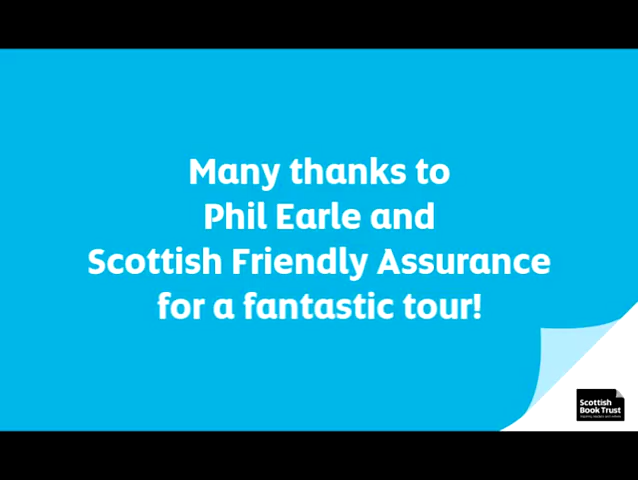 Many thanks to
Phil Earle and
Scottish Friendly Assurance
for a fantastic tour!
Scottish
Book Trust